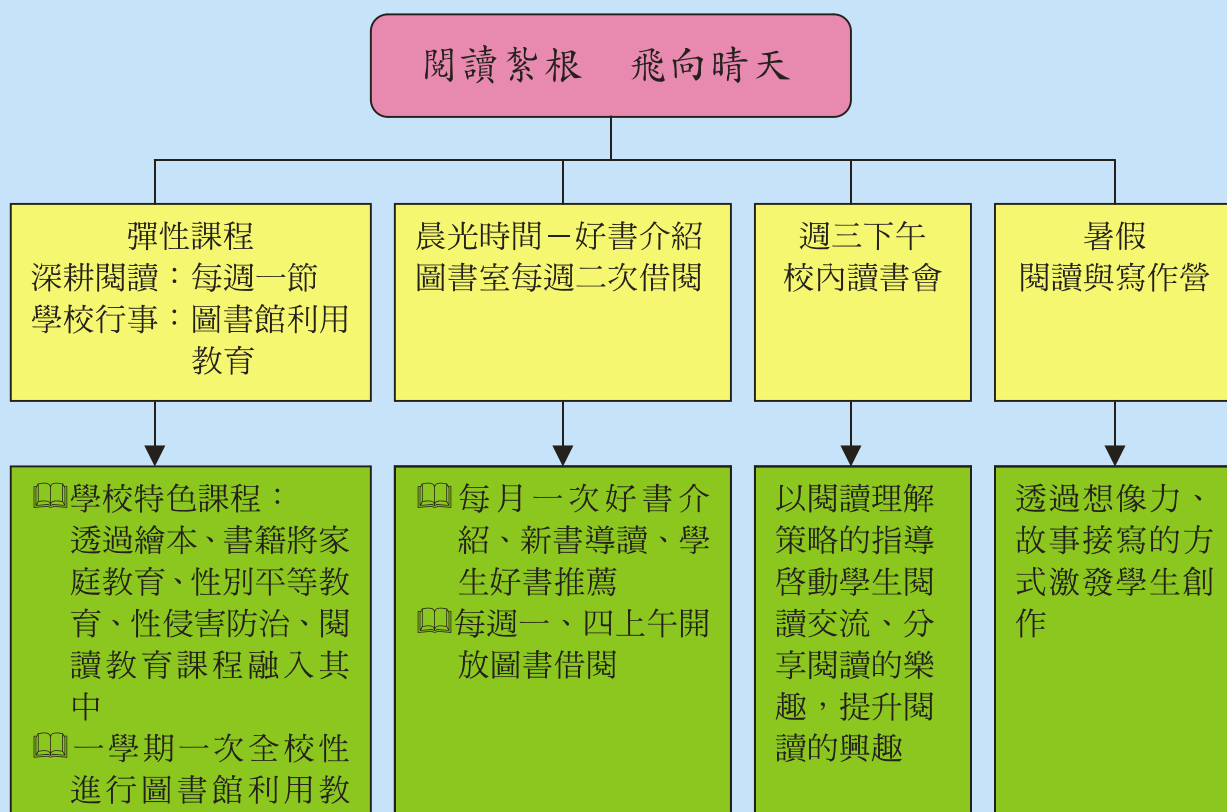 閱讀紮根　飛向晴天
彈性課程
深耕閱讀：每週一節
學校行事：圖書館利用
教育
晨光時間－好書介紹
圖書室每週二次借閱
週三下午
校內讀書會
暑假
閱讀與寫作營
學校特色課程：
透過繪本、書籍將家
庭教育、性別平等教
育、性侵害防治、閱
讀教育課程融入其
中
一學期一次全校性
進行圖書館利用教
每月一次好書介
紹、新書導讀、學
生好書推薦
每週一、四上午開
放圖書借閱
以閱讀理解
策略的指導
啓動學生閱
讀交流、分
享閱讀的樂
趣，提升閱
讀的興趣
透過想像力、
故事接寫的方
式激發學生創
作